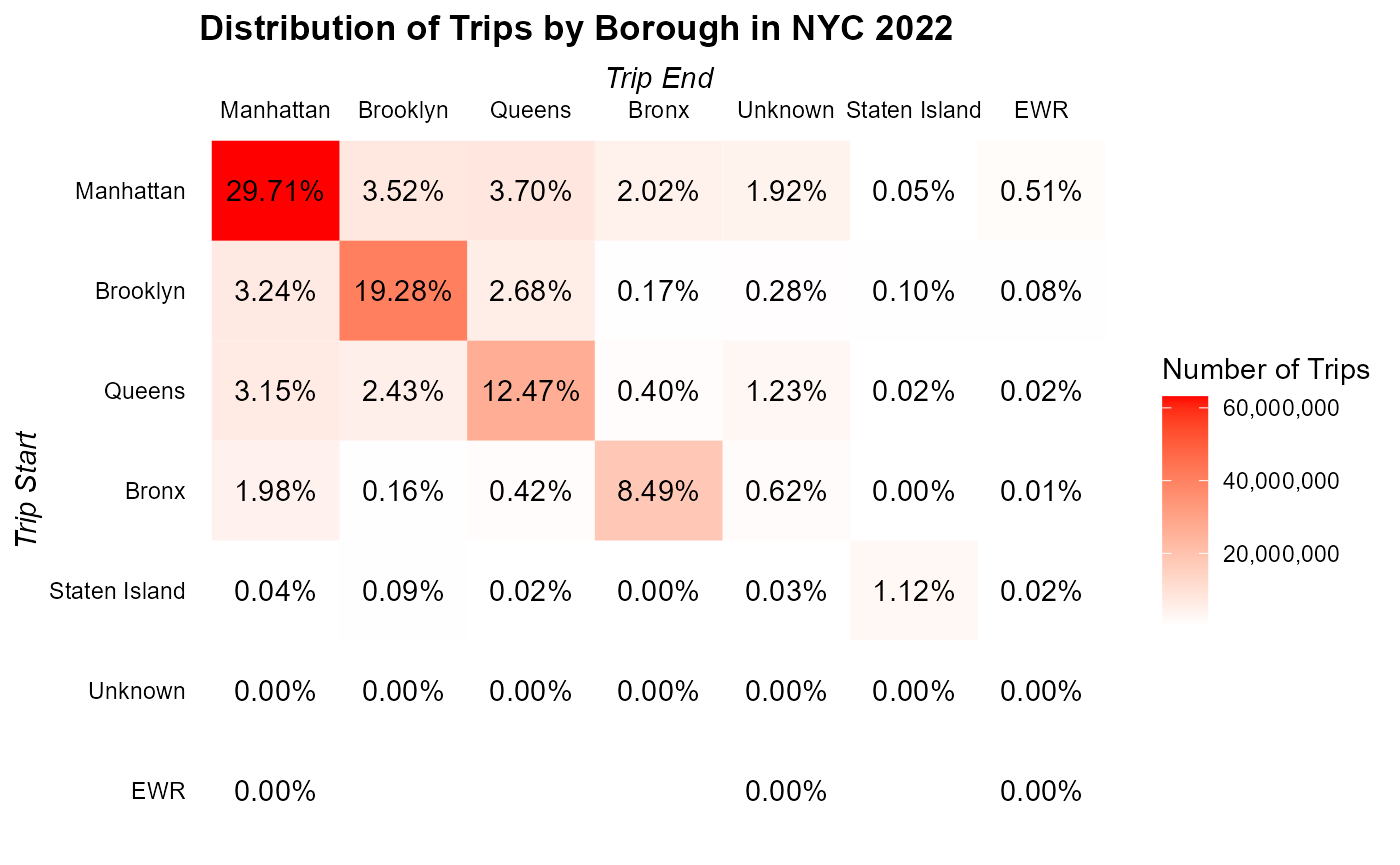 Distribution of Trips by Borough in NYC 2022
Trip End
Manhattan Brooklyn Queens Bronx Unknown Staten Island EWR
Manhattan 29.71% 3.52% 3.70% 2.02% 1.92% 0.05% 0.51%
Brooklyn 3.24% 19.28% 2.68% 0.17% 0.28% 0.10% 0.08%
Queens 3.15% 2.43% 12.47% 0.40% 1.23% 0.02% 0.02%
Bronx 1.98% 0.16% 0.42% 8.49% 0.62% 0.00% 0.01%
Staten Island 0.04% 0.09% 0.02% 0.00% 0.03% 1.12% 0.02%
Unknown 0.00% 0.00% 0.00% 0.00% 0.00% 0.00% 0.00%
EWR 0.00% 0.00% 0.00%
Trip Start
Number of Trips
60,000,000
40,000,000
20,000,000